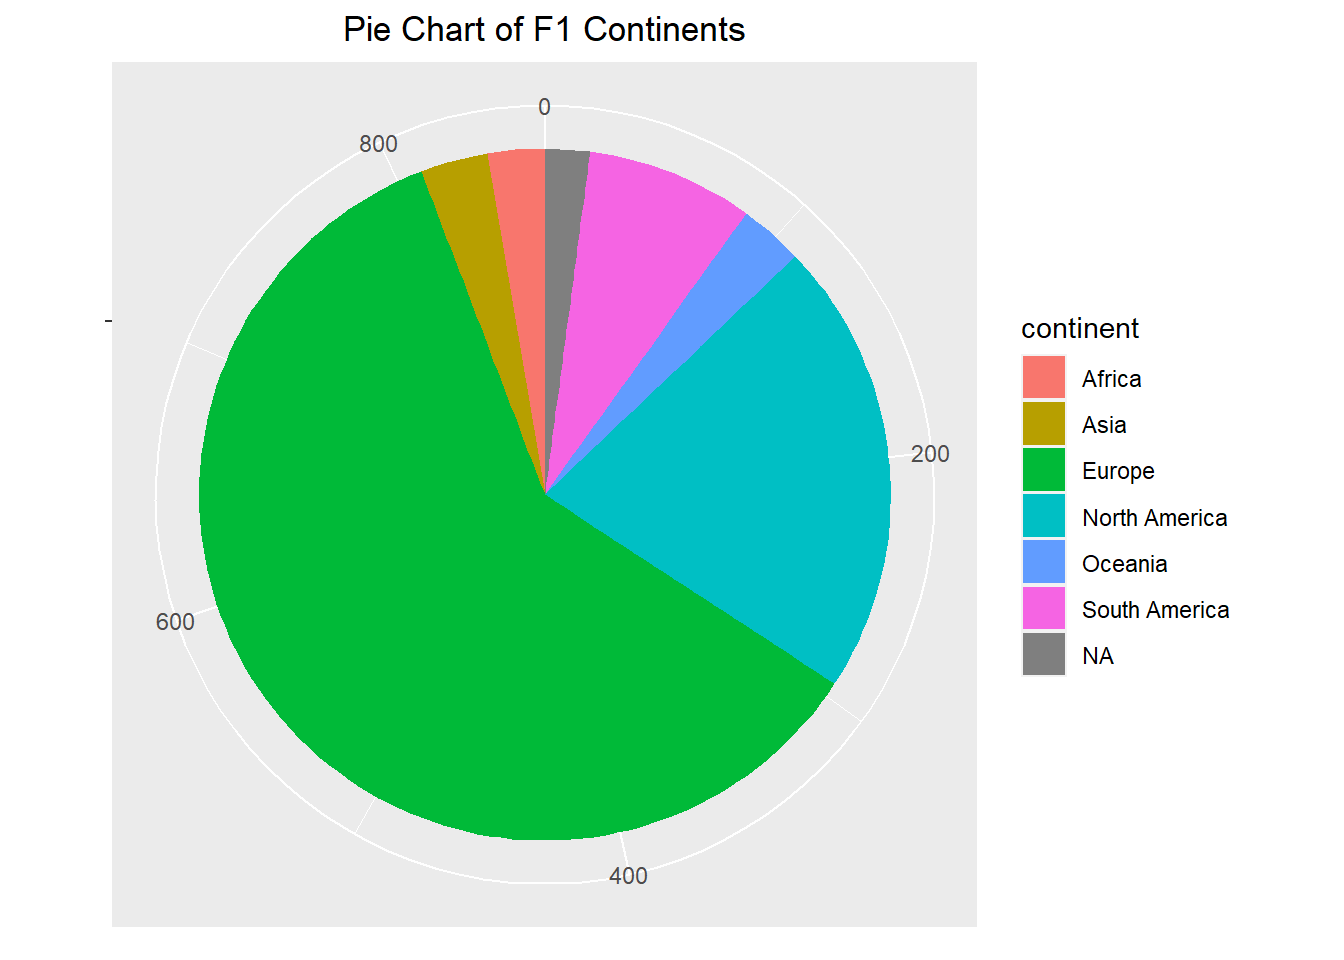 Pie Chart of F1 Continents
0
800
200
600
400
continent
Africa
Asia
Europe
North America
Oceania
South America
NA